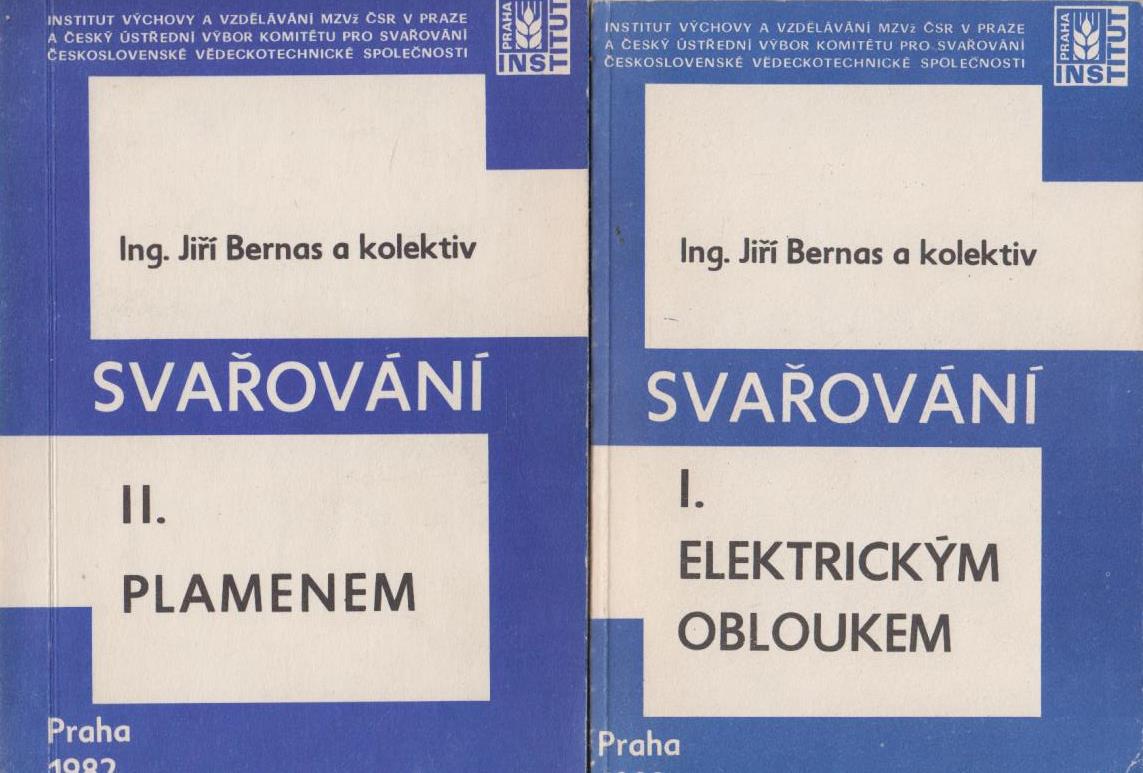 INSTITUT VÝCHOVY A VZDĚLÁVÁNÍ MZVž ČSR V PRAZE
A ČESKÝ ÚSTŘEDNÍ VÝBOR KOMITÉTU PRO SVAŘOVÁNÍ
ČESKOSLOVENSKÉ VĚDECKOTECHNICKÉ SPOLEČNOSTI
PRAHA
INSTITUT
Ing. Jiří Bernas a kolektiv
SVAŘOVÁNÍ
II.
PLAMENEM
Praha
1982
INSTITUT VÝCHOVY A VZDĚLÁVÁNÍ MZVž ČSR V PRAZE
A ČESKÝ ÚSTŘEDNÍ VÝBOR KOMITÉTU PRO SVAŘOVÁNÍ
ČESKOSLOVENSKÉ VĚDECKOTECHNICKÉ SPOLEČNOSTI
PRAHA
INSTITUT
Ing. Jiří Bernas a kolektiv
SVAŘOVÁNÍ
I.
ELEKTRICKÝM
OBLOUKEM
Praha